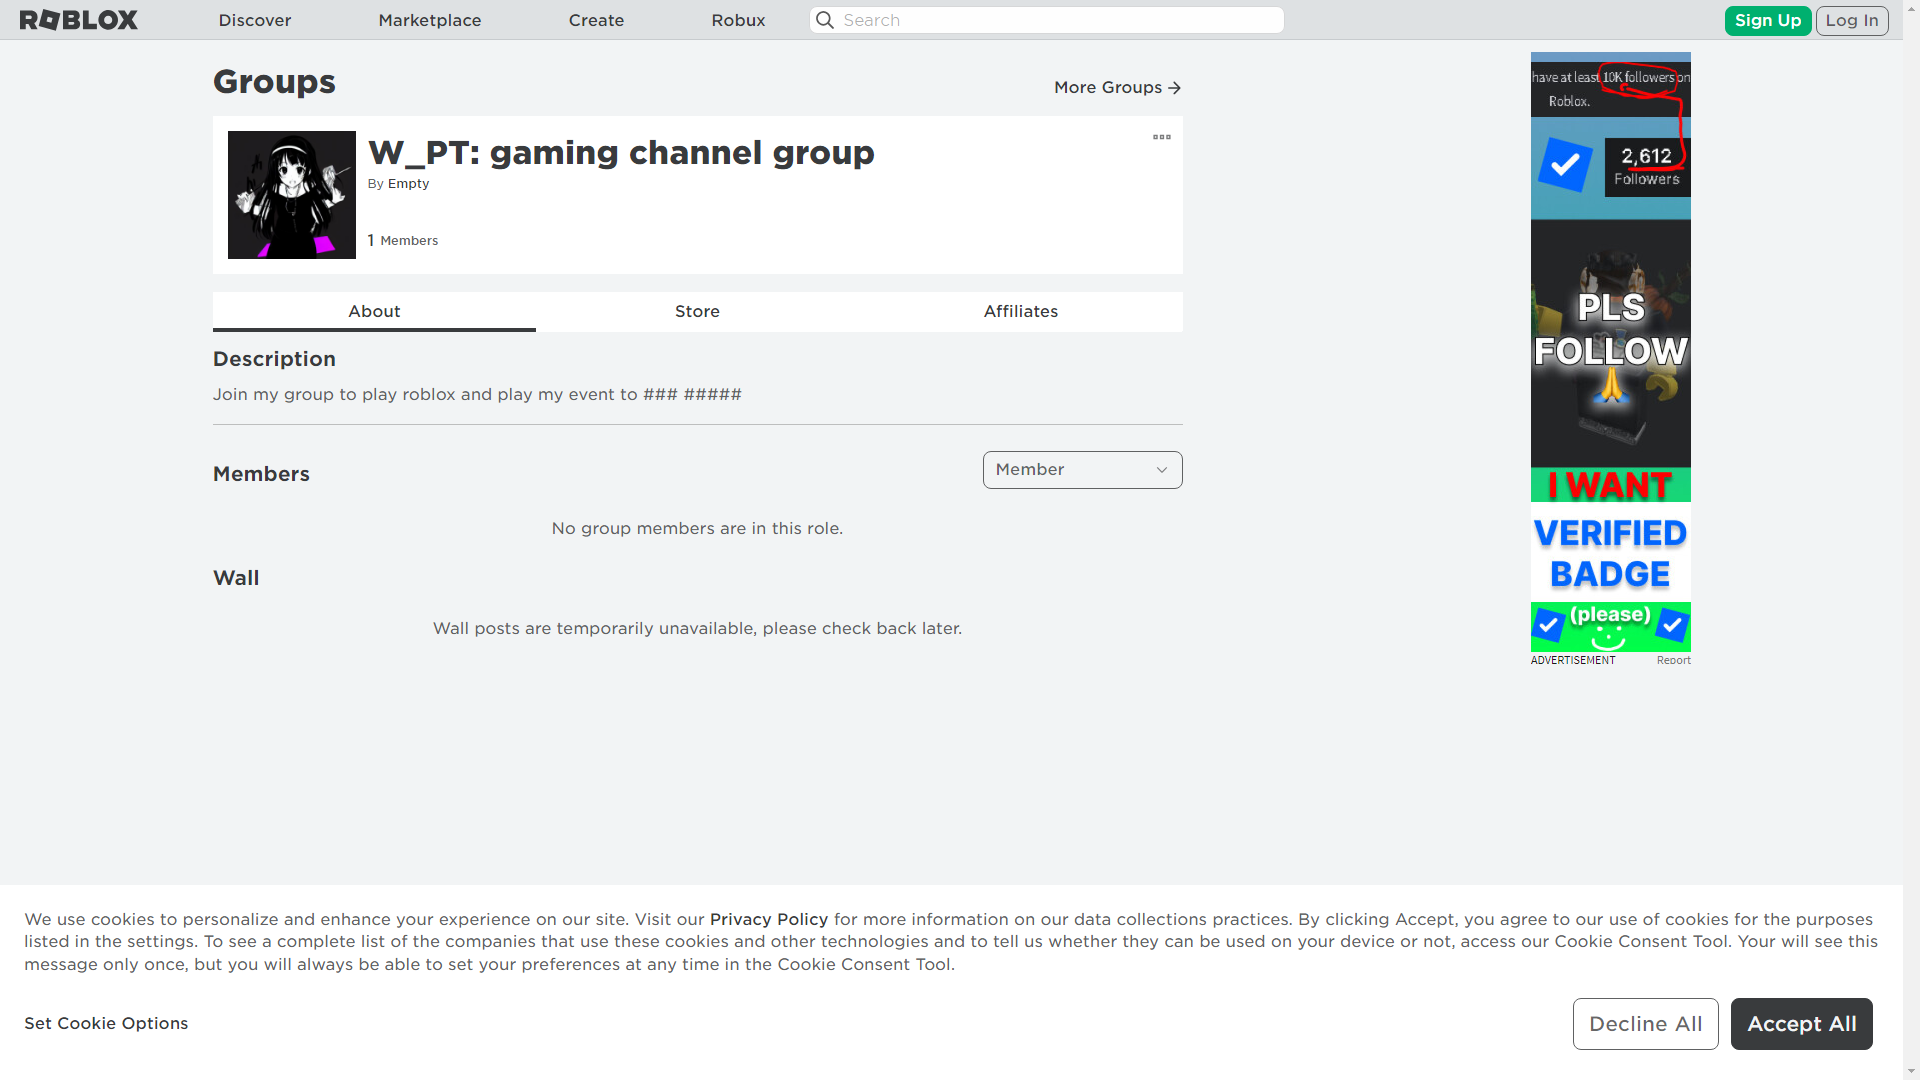 ROBLOX
Discover
Marketplace
Create
Robux
Search
Sign Up
Log In
Groups
More Groups
W_PT: gaming channel group
By Empty
1 Members
About
Store
Affiliates
Description
Join my group to play roblox and play my event to ### #####
Members
Member
No group members are in this role.
Wall
Wall posts are temporarily unavailable, please check back later.
have at least 10K followers on
Roblox.
2,612
Followers
PLS
FOLLOW
I WANT
VERIFIED
BADGE
(please)
ADVERTISEMENT
Report
We use cookies to personalize and enhance your experience on our site. Visit our Privacy Policy for more information on our data collections practices. By clicking Accept, you agree to our use of cookies for the purposes
listed in the settings. To see a complete list of the companies that use these cookies and other technologies and to tell us whether they can be used on your device or not, access our Cookie Consent Tool. Your will see this
message only once, but you will always be able to set your preferences at any time in the Cookie Consent Tool.
Set Cookie Options
Decline All
Accept All